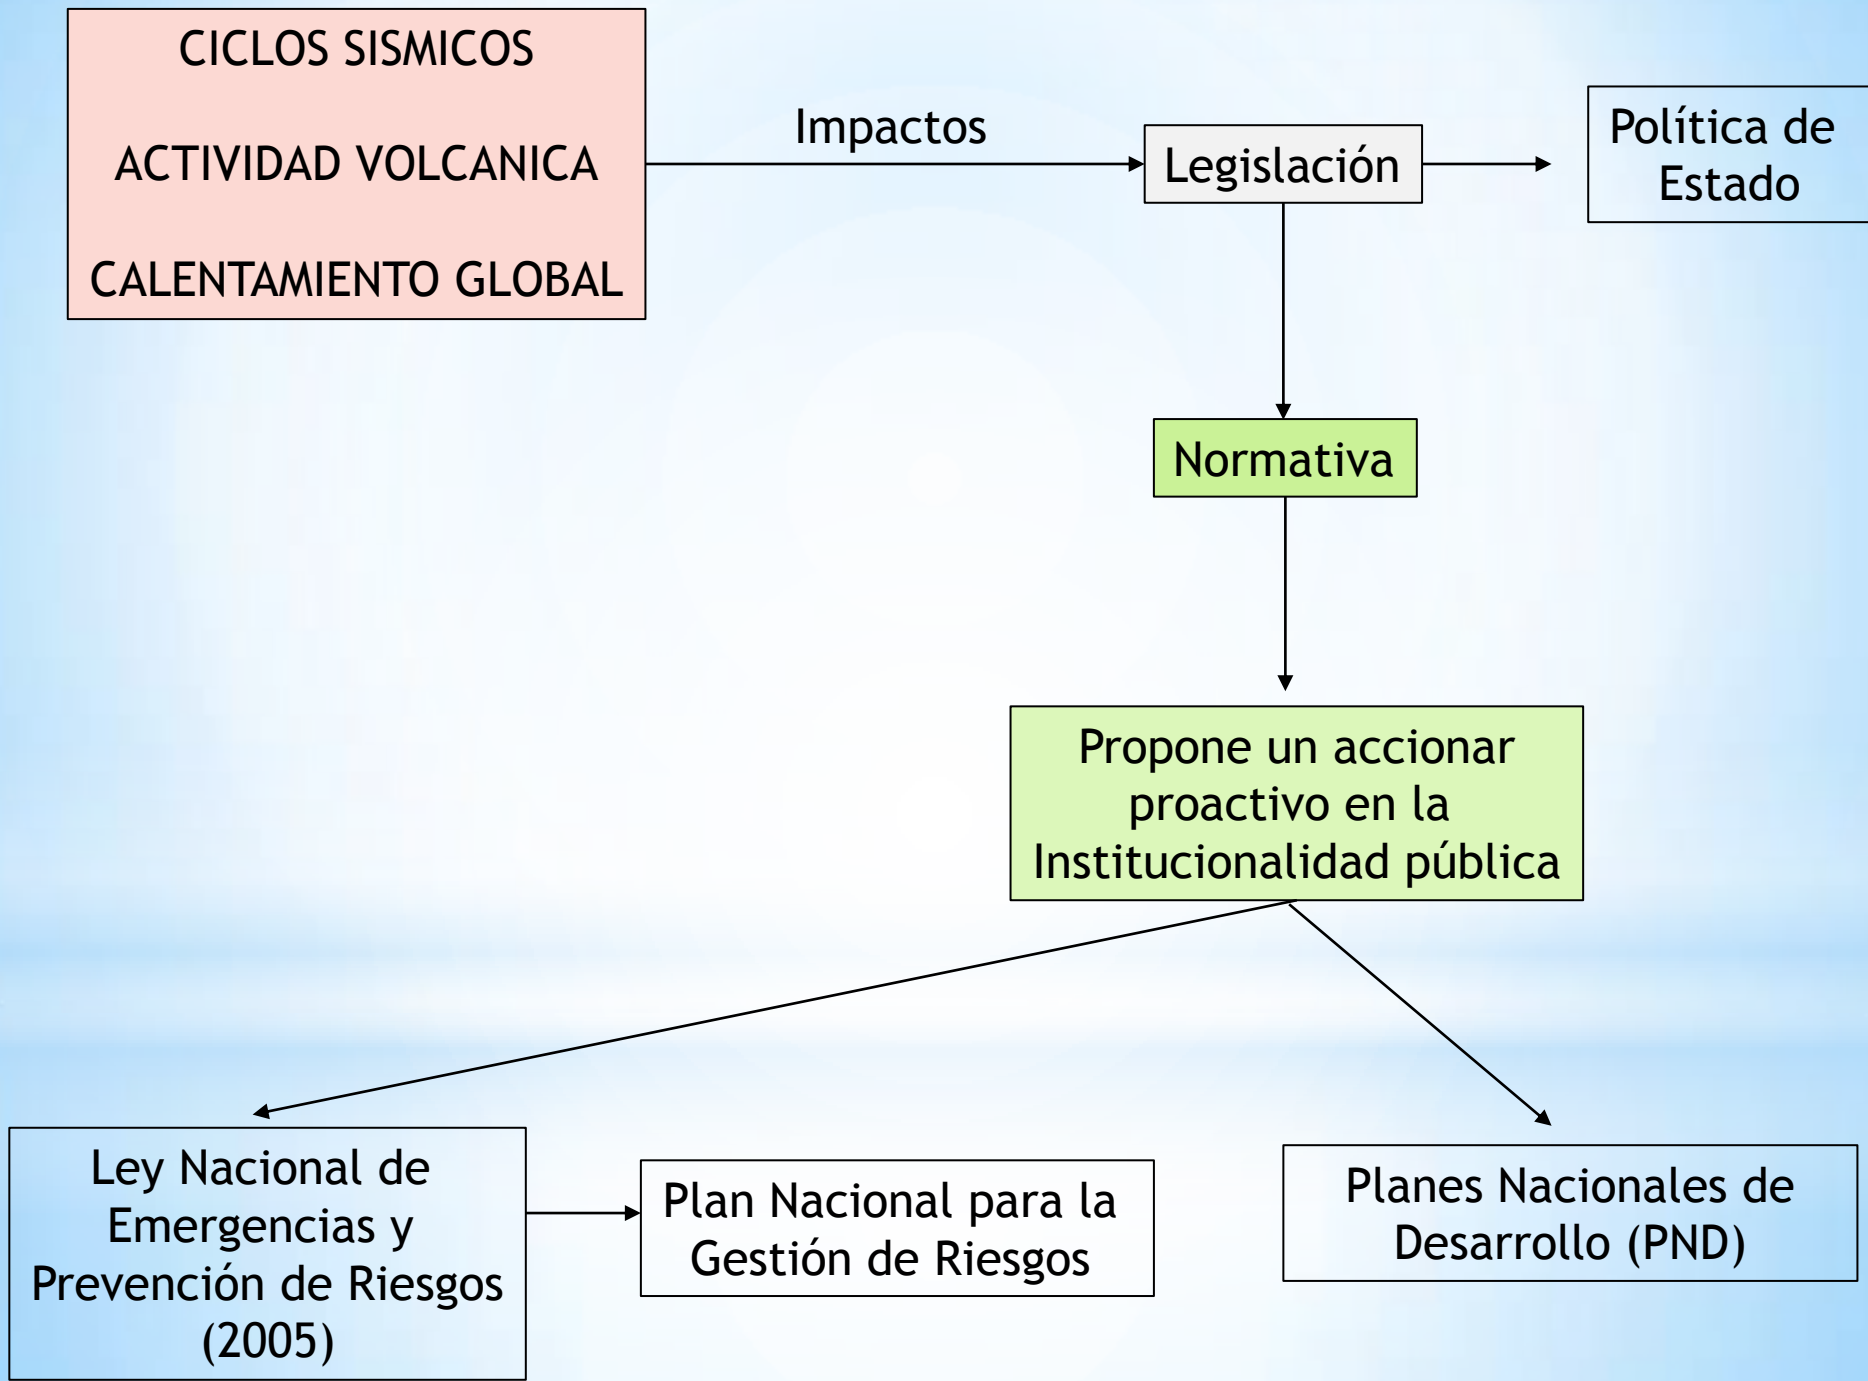 CICLOS SISMICOS
ACTIVIDAD VOLCANICA
CALENTAMIENTO GLOBAL
Impactos
Legislación
Política de
Estado
Normativa
Propone un accionar
proactivo en la
Institucionalidad pública
Ley Nacional de
Emergencias y
Prevención de Riesgos
(2005)
Plan Nacional para la
Gestión de Riesgos
Planes Nacionales de
Desarrollo (PND)